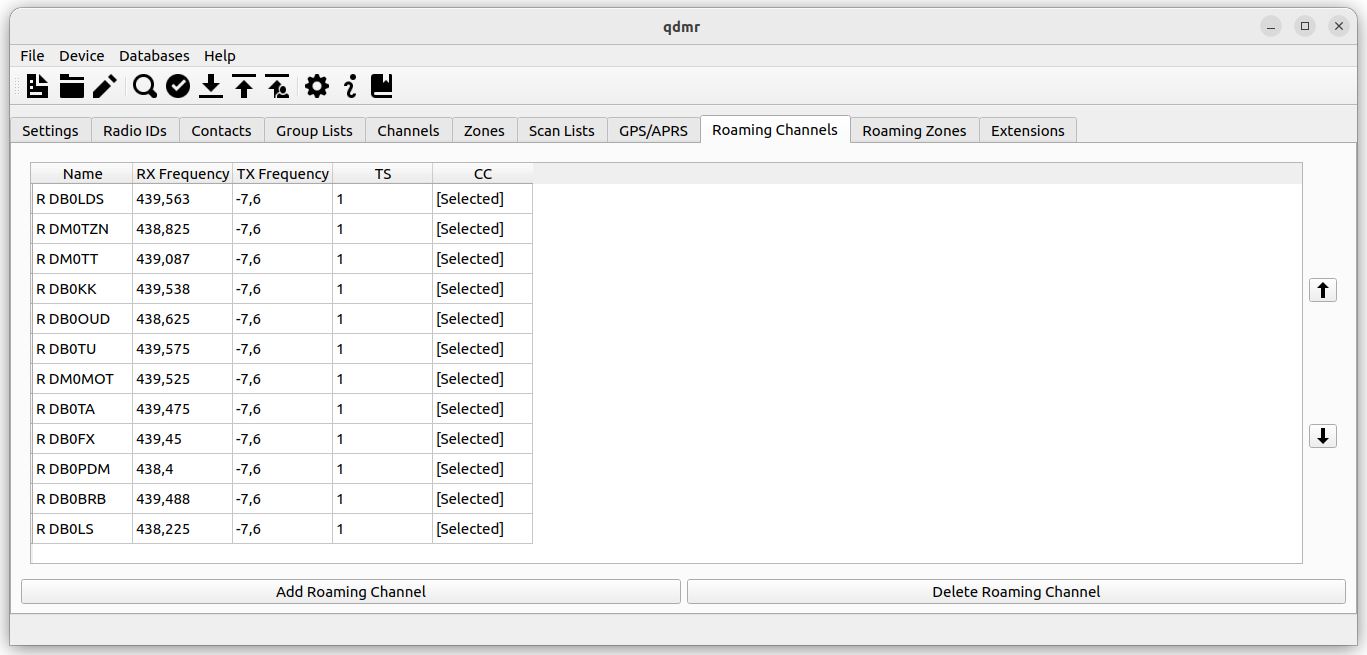 qdmr
File Device Databases Help
Settings Radio IDs Contacts Group Lists Channels Zones Scan Lists GPS/APRS Roaming Channels Roaming Zones Extensions
Name RX Frequency TX Frequency TS CC
R DB0LDS 439,563 -7,6 1 [Selected]
R DM0TZN 438,825 -7,6 1 [Selected]
R DM0TT 439,087 -7,6 1 [Selected]
R DB0KK 439,538 -7,6 1 [Selected]
R DB0OUD 438,625 -7,6 1 [Selected]
R DB0TU 439,575 -7,6 1 [Selected]
R DM0MOT 439,525 -7,6 1 [Selected]
R DB0TA 439,475 -7,6 1 [Selected]
R DB0FX 439,45 -7,6 1 [Selected]
R DB0PDM 438,4 -7,6 1 [Selected]
R DB0BRB 439,488 -7,6 1 [Selected]
R DB0LS 438,225 -7,6 1 [Selected]
Add Roaming Channel Delete Roaming Channel